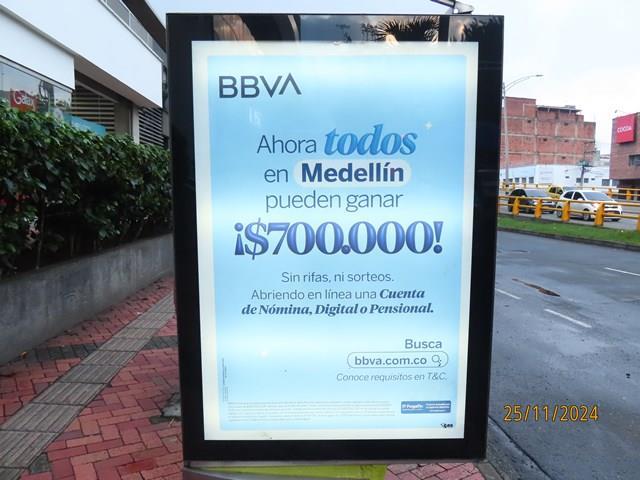 BBVA
Ahora todos
en Medellín
pueden ganar
¡$700.000!
Sin rifas, ni sorteos.
Abriendo en línea una Cuenta
de Nómina, Digital o Pensional.
Busca
bbva.com.co
Conoce requisitos en T&C.
25/11/2024